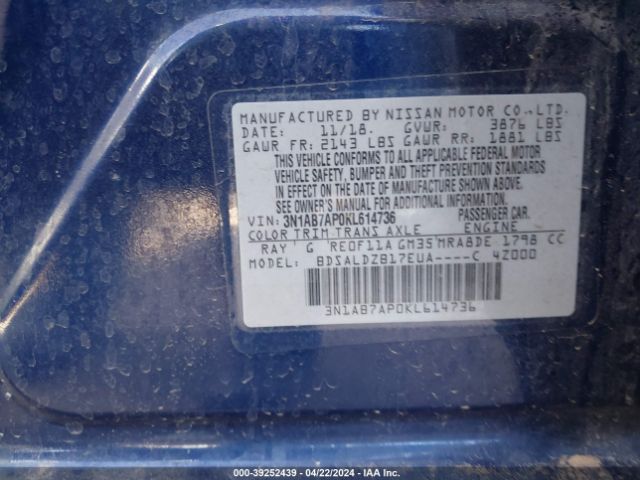 MANUFACTURED BY NISSAN MOTOR CO.,LTD.
DATE: 11/18. GVWR: 3876 LBS
GAWR FR: 2143 LBS GAWR RR: 1881 LBS
THIS VEHICLE CONFORMS TO ALL APPLICABLE FEDERAL MOTOR
VEHICLE SAFETY, BUMPER AND THEFT PREVENTION STANDARDS
IN EFFECT ON THE DATE OF MANUFACTURE SHOWN ABOVE.
SEE OWNER'S MANUAL FOR ADDITIONAL INFORMATION.
VIN: 3N1AB7AP0KL614736 PASSENGER CAR.
COLOR TRIM TRANS AXLE ENGINE
RAY ' G 'RE0F11A GM35'MRA8DE 1798 CC
MODEL: BDSALDZB17EUA----C 4Z000
3N1AB7AP0KL614736
000-39252439 - 04/22/2024 - IAA Inc.